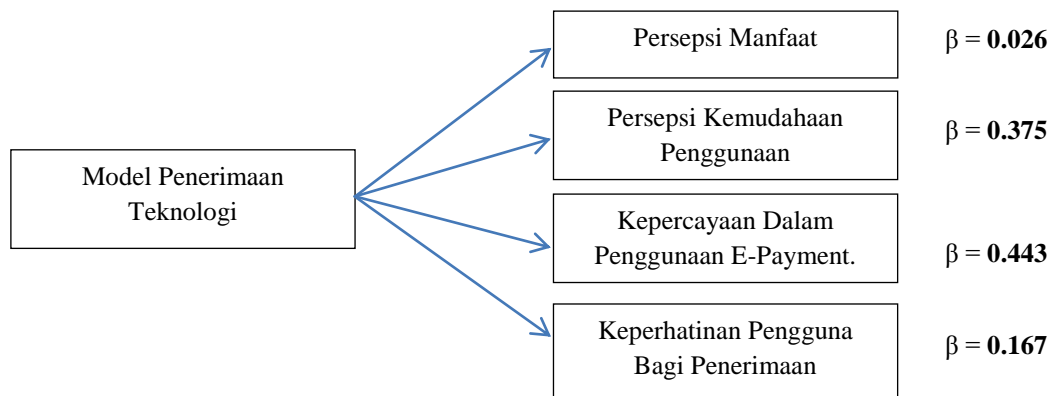 Persepsi Manfaat
β = 0.026
Persepsi Kemudahaan
Penggunaan
β = 0.375
Model Penerimaan
Teknologi
Kepercayaan Dalam
Penggunaan E-Payment.
β = 0.443
Keperhatinan Pengguna
Bagi Penerimaan
β = 0.167